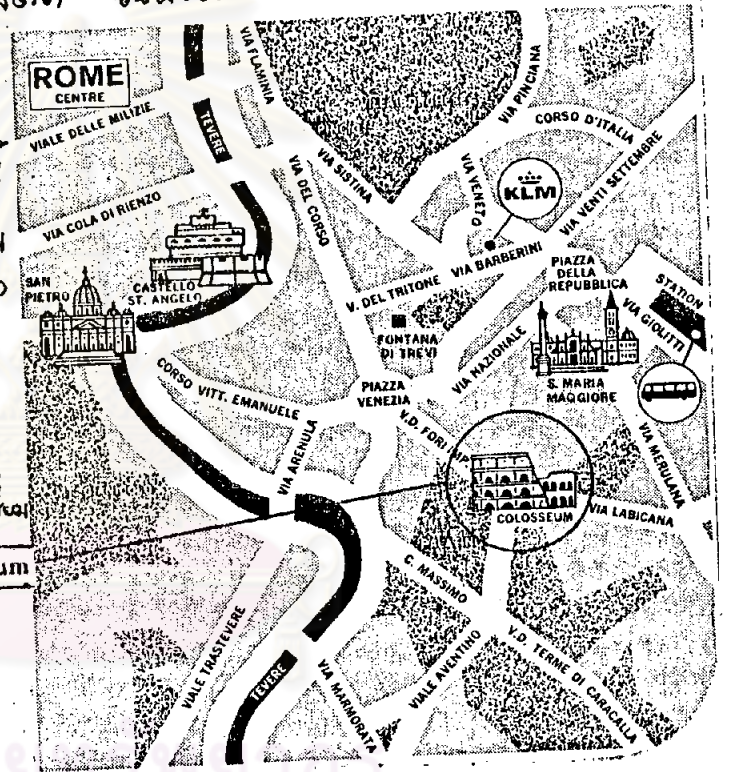 ROME
CENTRE
VIA FLAMINIA
VIALE DELLE MILIZIE
TEVERE
VIA PINCIANA
CORSO D'ITALIA
VIA SISTINA
VIA DEL CORSO
VIA VENETO
KLM
VIA VENTI SETTEMBRE
VIA COLA DI RIENZO
VIA BARBERINI
SAN
PIETRO
CASTELLO
ST. ANGELO
V. DEL TRITONE
PIAZZA
DELLA
REPUBBLICA
STATION
VIA GIOLITTI
FONTANA
DI TREVI
VIA NAZIONALE
S. MARIA
MAGGIORE
CORSO VITT. EMANUELE
PIAZZA
VENEZIA
V.D. FORI IMP
VIA ARENULA
VIA MERULANA
COLOSSEUM
VIA LABICANA
um
C. MASSIMO
VIALE TRASTEVERE
V.D. TERME DI CARACALLA
VIALE AVENTINO
TEVERE
VIA MARMORATA